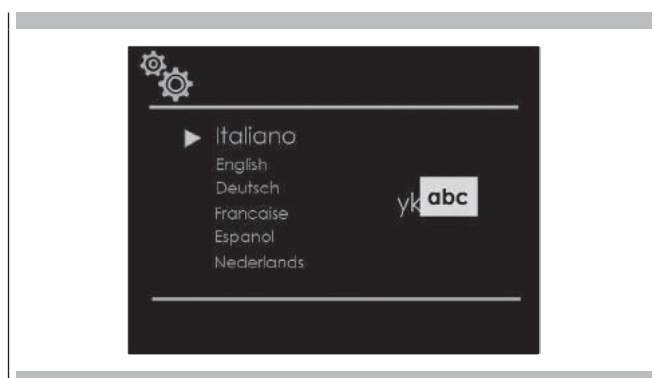 Italiano
English
Deutsch
Francaise
Espanol
Nederlands
yk abc